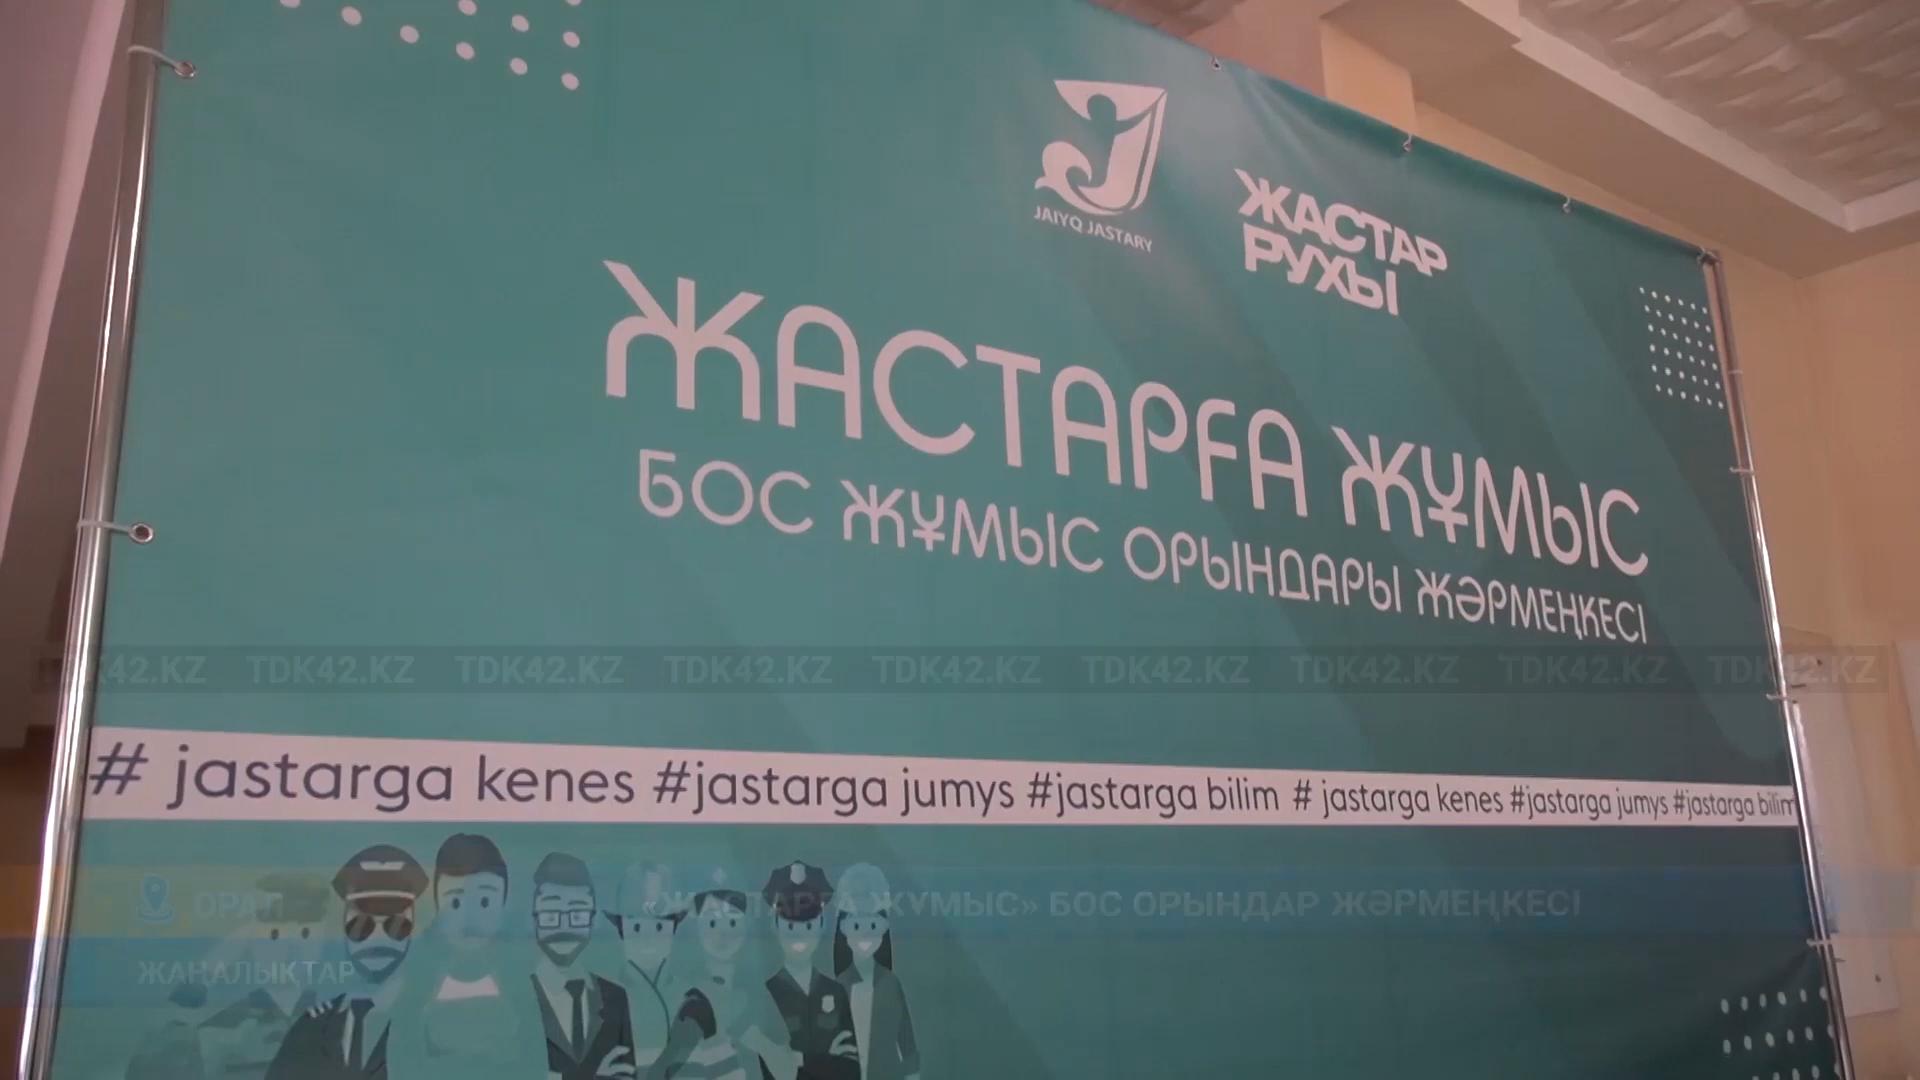 JAIYQ JASTARY
ЖАСТАР
РУХЫ
ЖАСТАРҒА ЖҰМЫС
БОС ЖҰМЫС ОРЫНДАРЫ ЖӘРМЕҢКЕСІ
K42.KZ TDK42.KZ TDK42.KZ TDK42.KZ TDK42.KZ TDK42.KZ TDK42.KZ TDK42.KZ TDK42.KZ
# jastarga kenes #jastarga jumys #jastarga bilim # jastarga kenes #jastarga jumys #jastarga bilim
ОРАЛ «ЖАСТАРҒА ЖҰМЫС» БОС ОРЫНДАР ЖӘРМЕҢКЕСІ
ЖАҢАЛЫҚТАР